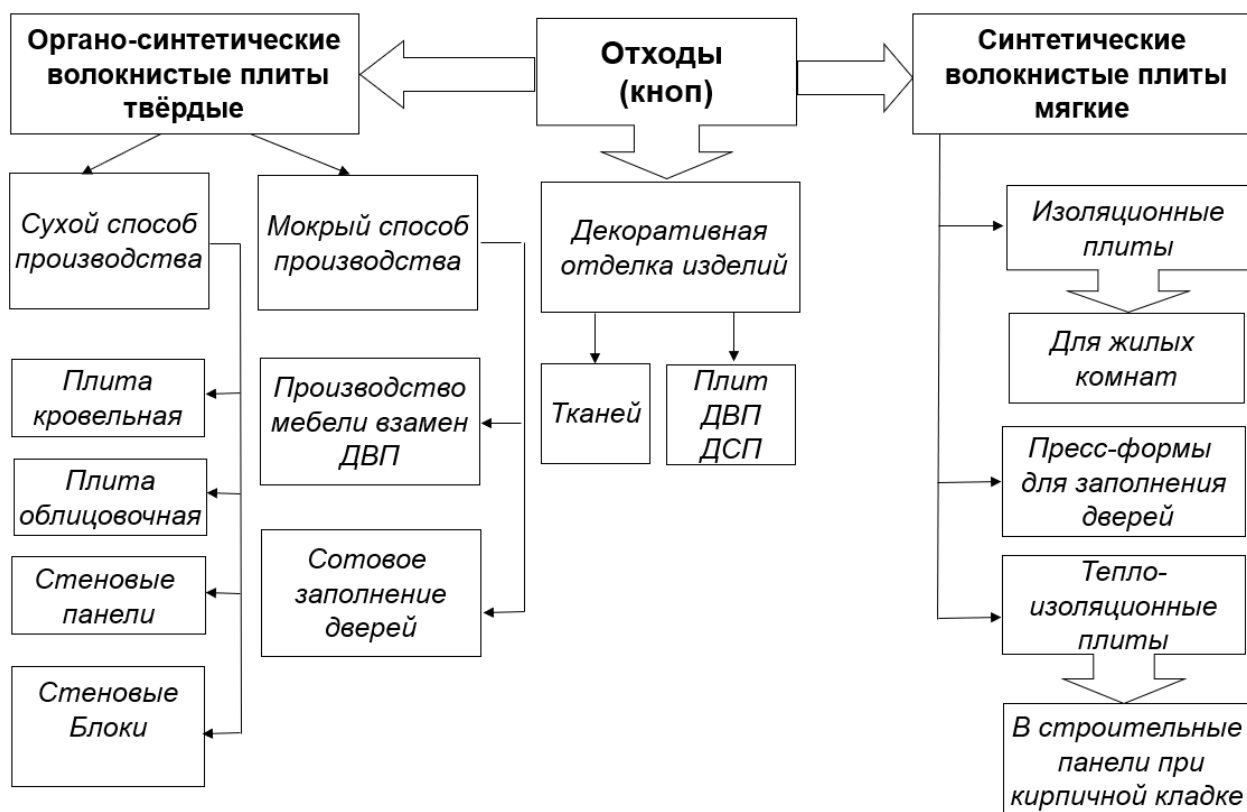 Органо-синтетические
волокнистые плиты
твёрдые
Отходы
(кноп)
Синтетические
волокнистые плиты
мягкие
Сухой способ
производства
Мокрый способ
производства
Декоративная
отделка изделий
Изоляционные
плиты
Для жилых
комнат
Плита
кровельная
Производство
мебели взамен
ДВП
Тканей
Плит
ДВП
ДСП
Пресс-формы
для заполнения
дверей
Плита
облицовочная
Стеновые
панели
Сотовое
заполнение
дверей
Тепло-
изоляционные
плиты
Стеновые
Блоки
В строительные
панели при
кирпичной кладке